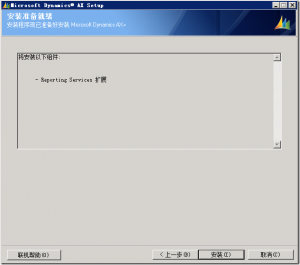 Microsoft Dynamics® AX Setup
安装准备就绪
安装程序现已准备好安装 Microsoft Dynamics AX。
将安装以下组件:
- Reporting Services 扩展
联机帮助(O)
< 上一步(B)
安装(I)
取消(C)